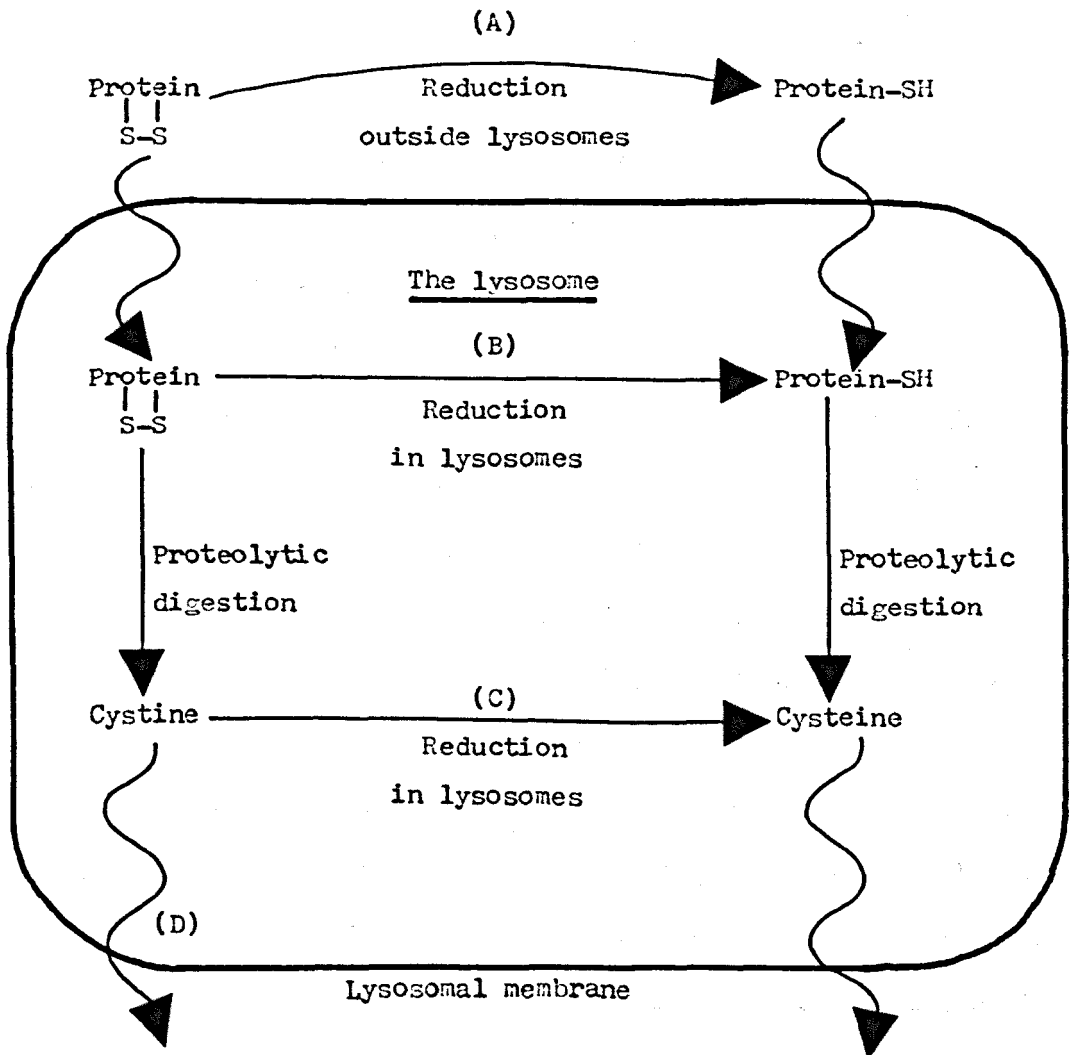 (A)
Protein
Reduction
Protein-SH
S-S
outside lysosomes
The lysosome
(B)
Protein
Protein-SH
Reduction
S-S
in lysosomes
Proteolytic
digestion
Proteolytic
digestion
(C)
Cystine
Cysteine
Reduction
in lysosomes
(D)
Lysosomal membrane